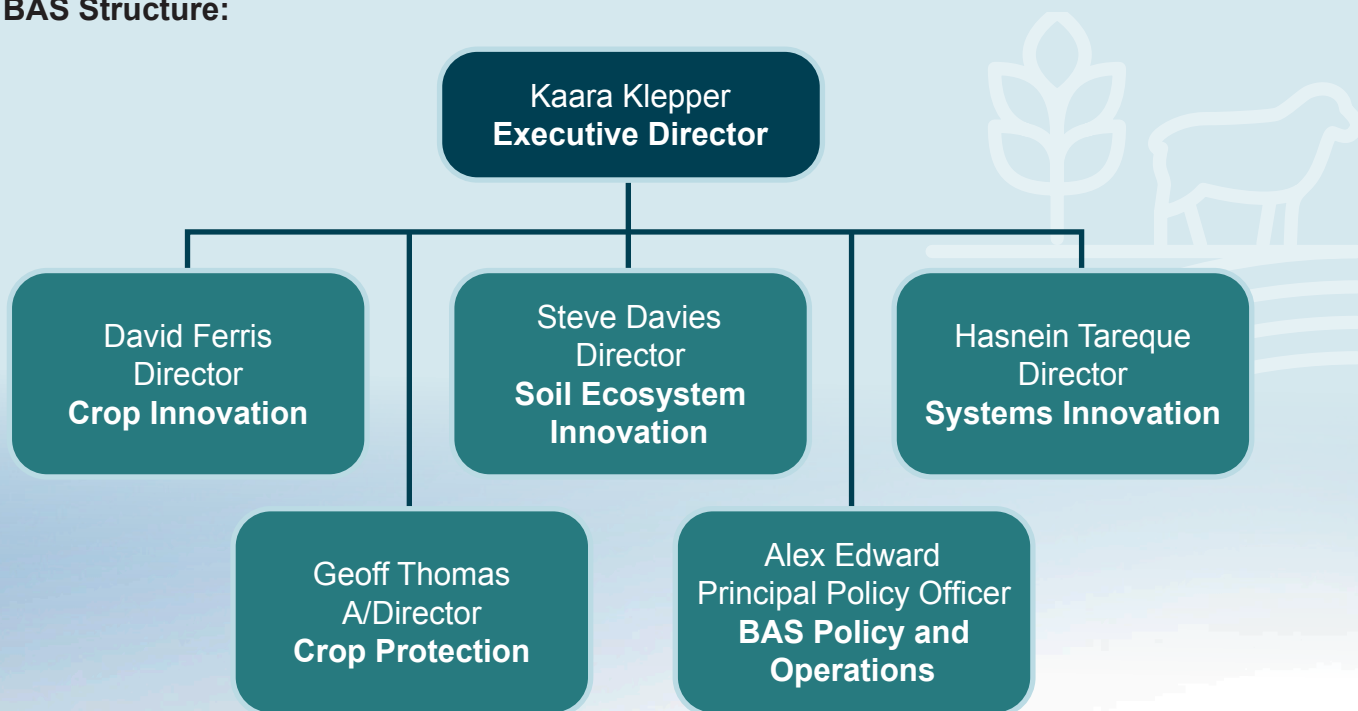 BAS Structure:
Kaara Klepper
Executive Director
David Ferris
Director
Crop Innovation
Steve Davies
Director
Soil Ecosystem
Innovation
Hasnein Tareque
Director
Systems Innovation
Geoff Thomas
A/Director
Crop Protection
Alex Edward
Principal Policy Officer
BAS Policy and
Operations